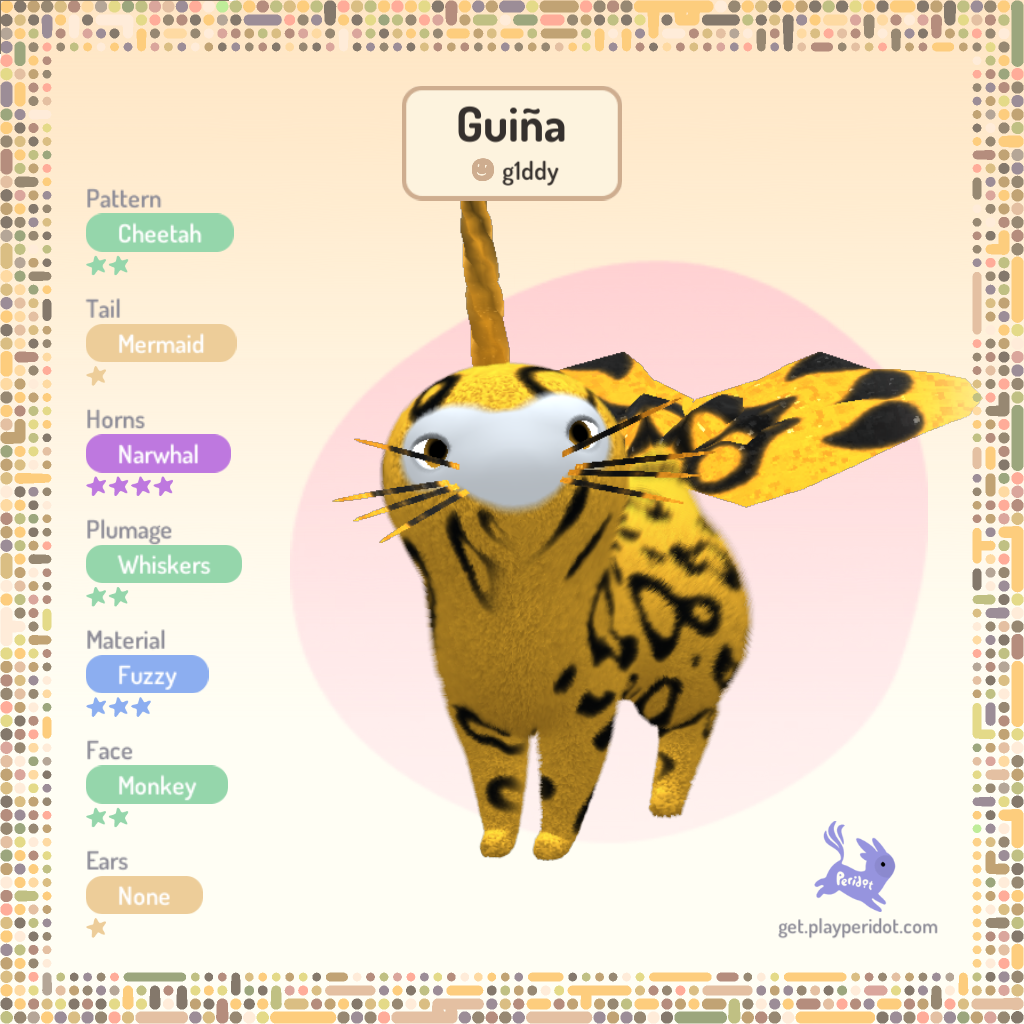 Guiña
g1ddy
Pattern
Cheetah
Tail
Mermaid
Horns
Narwhal
Plumage
Whiskers
Material
Fuzzy
Face
Monkey
Ears
None
Peridot
get.playperidot.com